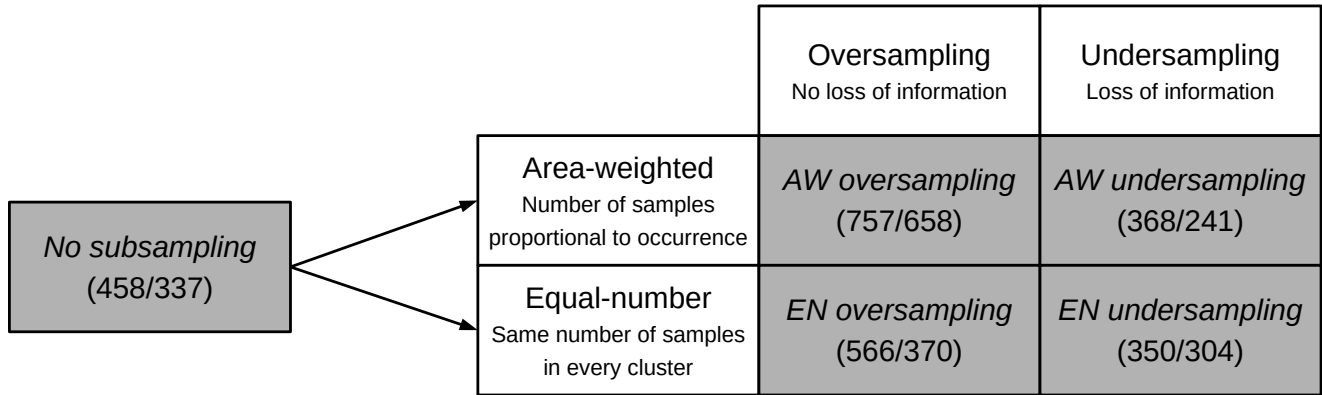 Oversampling
No loss of information
Undersampling
Loss of information
No subsampling
(458/337)
Area-weighted
Number of samples
proportional to occurrence
AW oversampling
(757/658)
AW undersampling
(368/241)
Equal-number
Same number of samples
in every cluster
EN oversampling
(566/370)
EN undersampling
(350/304)